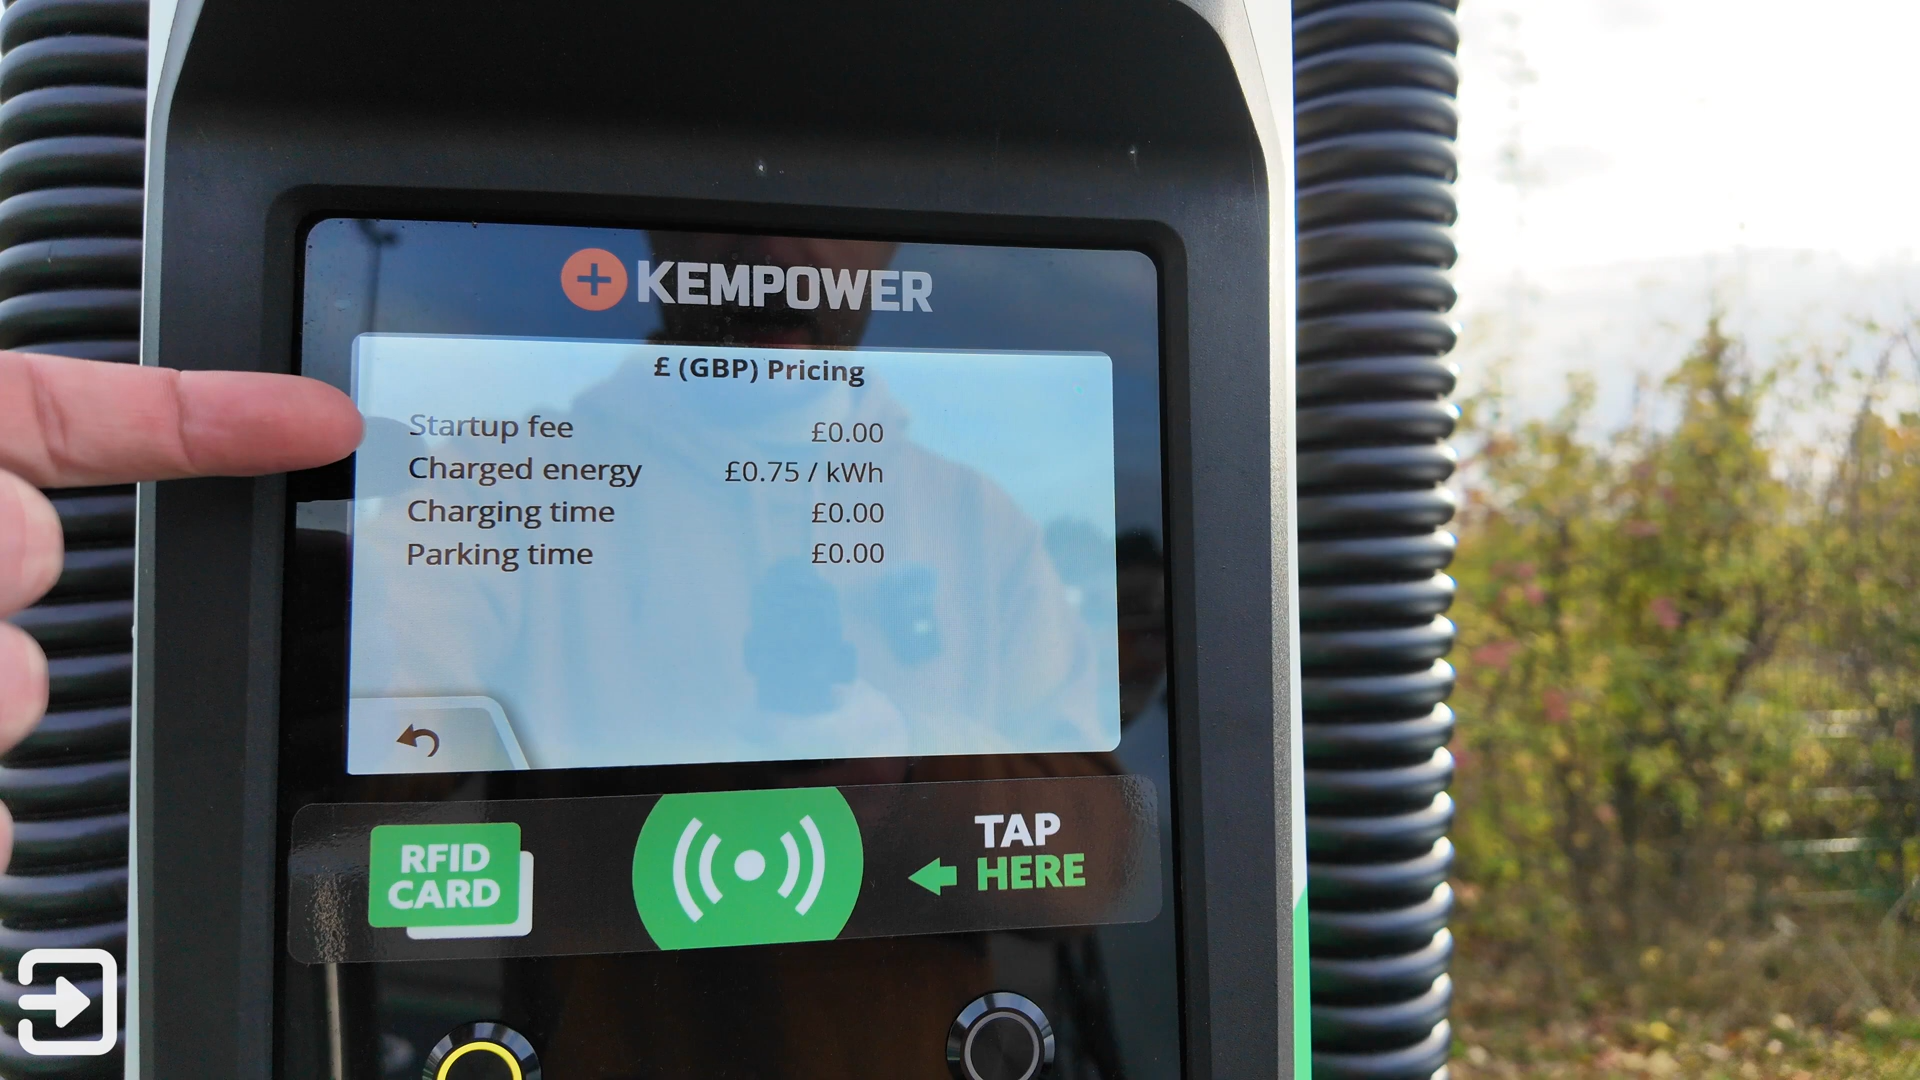 KEMPOWER
£ (GBP) Pricing
Startup fee £0.00
Charged energy £0.75 / kWh
Charging time £0.00
Parking time £0.00
RFID
CARD
TAP
HERE